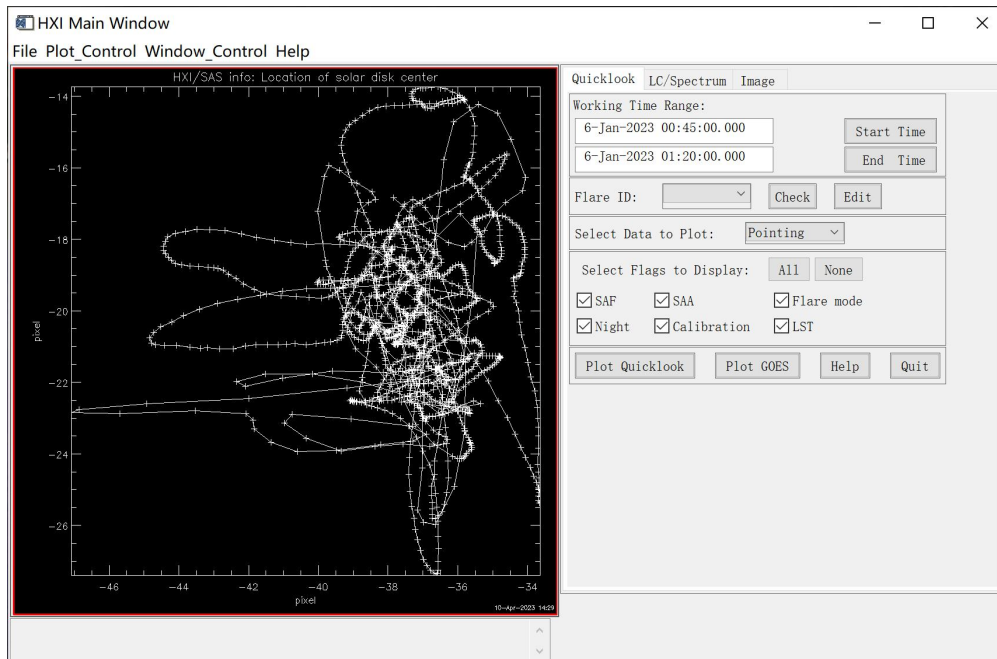 HXI Main Window
File Plot_Control Window_Control Help
HXI/SAS info: Location of solar disk center
-14
-16
-18
-20
-22
-24
-26
pixel
-46 -44 -42 -40 -38 -36 -34
pixel
10-Apr-2023 14:29
Quicklook LC/Spectrum Image
Working Time Range:
6-Jan-2023 00:45:00.000 Start Time
6-Jan-2023 01:20:00.000 End Time
Flare ID: Check Edit
Select Data to Plot: Pointing
Select Flags to Display: All None
SAF SAA Flare mode
Night Calibration LST
Plot Quicklook Plot GOES Help Quit